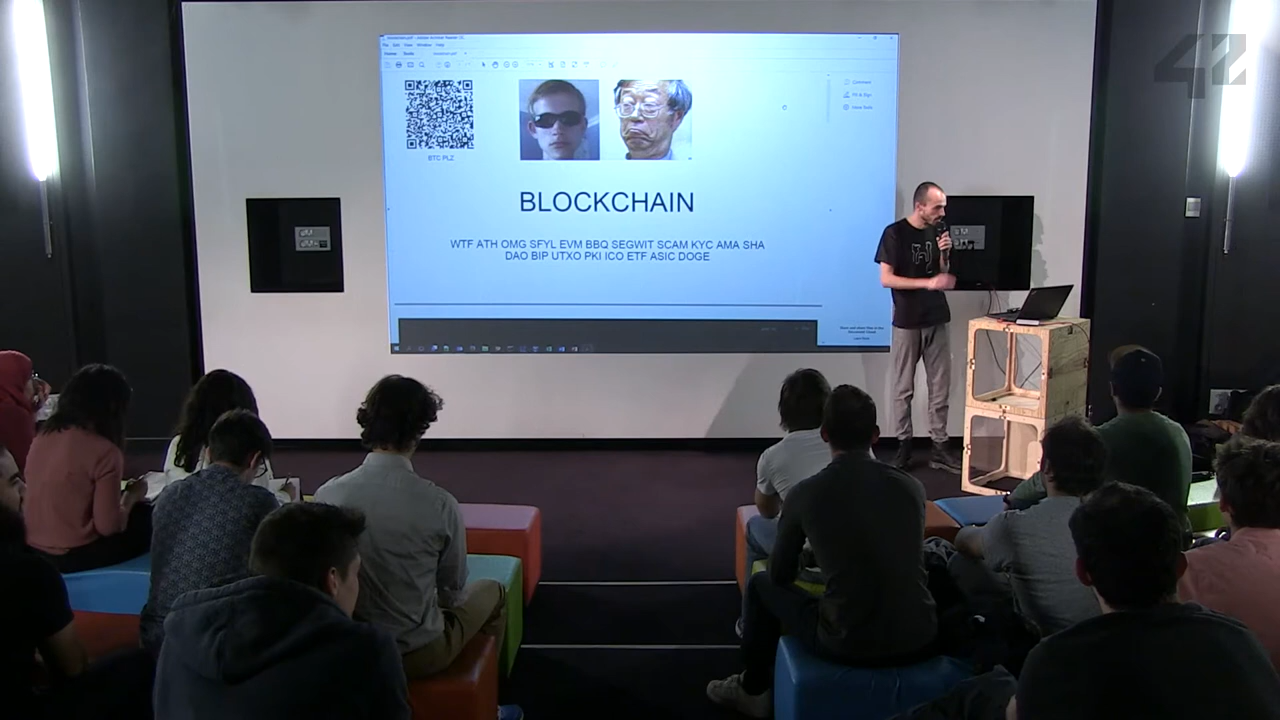 42
BTC PLZ
BLOCKCHAIN
WTF ATH OMG SFYL EVM BBQ SEGWIT SCAM KYC AMA SHA
DAO BIP UTXO PKI ICO ETF ASIC DOGE